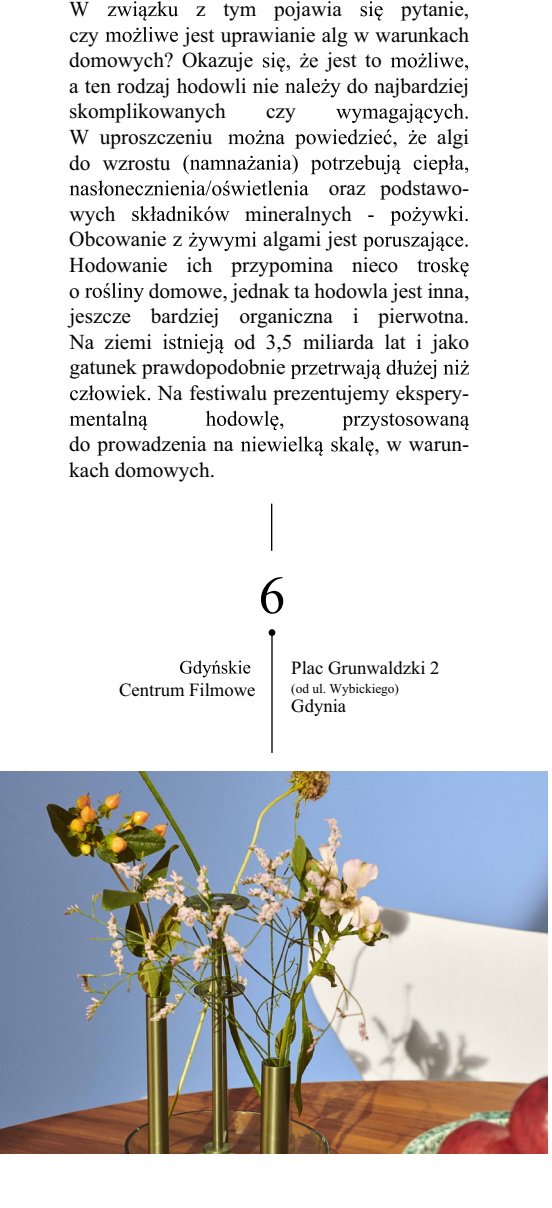 W związku z tym pojawia się pytanie,
czy możliwe jest uprawianie alg w warunkach
domowych? Okazuje się, że jest to możliwe,
a ten rodzaj hodowli nie należy do najbardziej
skomplikowanych czy wymagających.
W uproszczeniu można powiedzieć, że algi
do wzrostu (namnażania) potrzebują ciepła,
nasłonecznienia/oświetlenia oraz podstawo-
wych składników mineralnych - pożywki.
Obcowanie z żywymi algami jest poruszające.
Hodowanie ich przypomina nieco troskę
o rośliny domowe, jednak ta hodowla jest inna,
jeszcze bardziej organiczna i pierwotna.
Na ziemi istnieją od 3,5 miliarda lat i jako
gatunek prawdopodobnie przetrwają dłużej niż
człowiek. Na festiwalu prezentujemy ekspery-
mentalną hodowlę, przystosowaną
do prowadzenia na niewielką skalę, w warun-
kach domowych.
6
Gdyńskie
Centrum Filmowe
Plac Grunwaldzki 2
(od ul. Wybickiego)
Gdynia